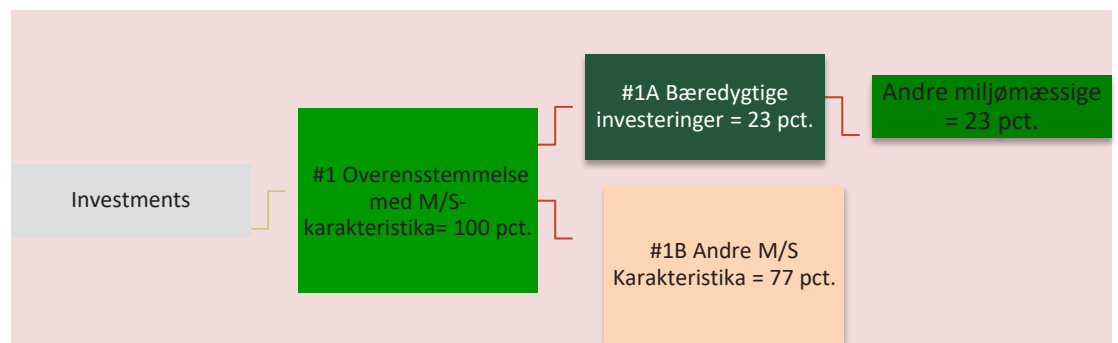 Investments
#1 Overensstemmelse
med M/S-
karakteristika= 100 pct.
#1A Bæredygtige
investeringer = 23 pct.
Andre miljømæssige
= 23 pct.
#1B Andre M/S
Karakteristika = 77 pct.